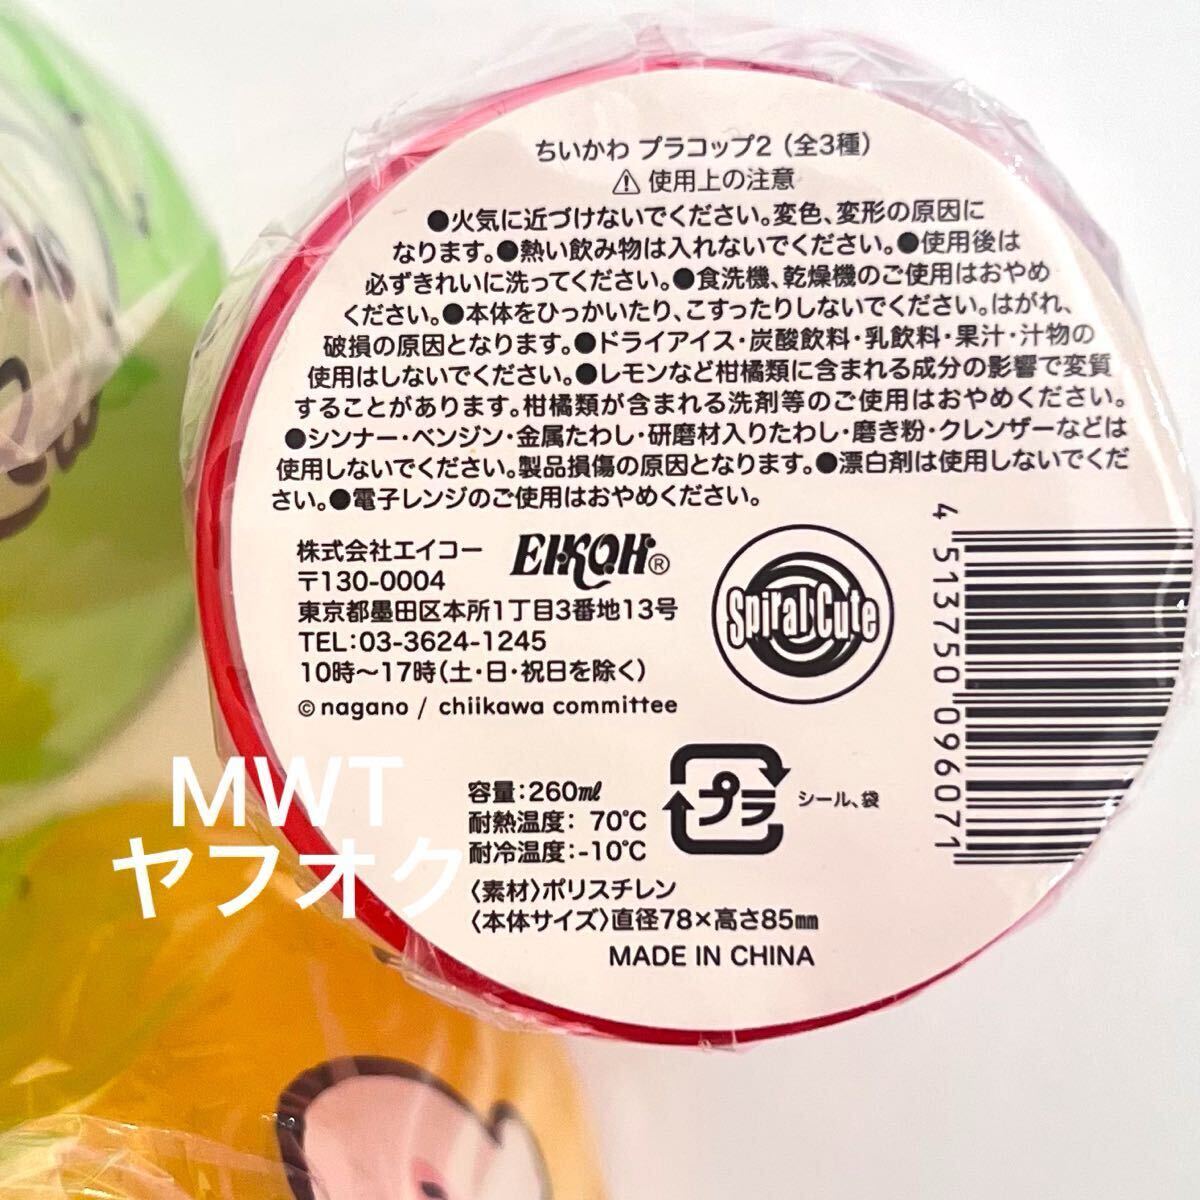 ちいかわ プラコップ2 (全3種)
⚠ 使用上の注意
●火気に近づけないでください。変色、変形の原因に
なります。●熱い飲み物は入れないでください。●使用後は
必ずきれいに洗ってください。●食洗機、乾燥機のご使用はおやめ
ください。●本体をひっかいたり、こすったりしないでください。はがれ、
破損の原因となります。●ドライアイス・炭酸飲料・乳飲料・果汁・汁物の
使用はしないでください。●レモンなど柑橘類に含まれる成分の影響で変質
することがあります。柑橘類が含まれる洗剤等のご使用はおやめください。
●シンナー・ベンジン・金属たわし・研磨材入りたわし・磨き粉・クレンザーなどは
使用しないでください。製品損傷の原因となります。●漂白剤は使用しないでくだ
さい。●電子レンジのご使用はおやめください。
株式会社エイコー
EIKOH®
〒130-0004
東京都墨田区本所1丁目3番地13号
TEL:03-3624-1245
10時〜17時(土・日・祝日を除く)
©nagano / chiikawa committee
Spiral Cute
4 513750 096071
容量:260㎖
耐熱温度: 70℃
耐冷温度:-10℃
プラ
シール、袋
〈素材〉ポリスチレン
〈本体サイズ〉直径78×高さ85㎜
MADE IN CHINA
MWT
ヤフオク